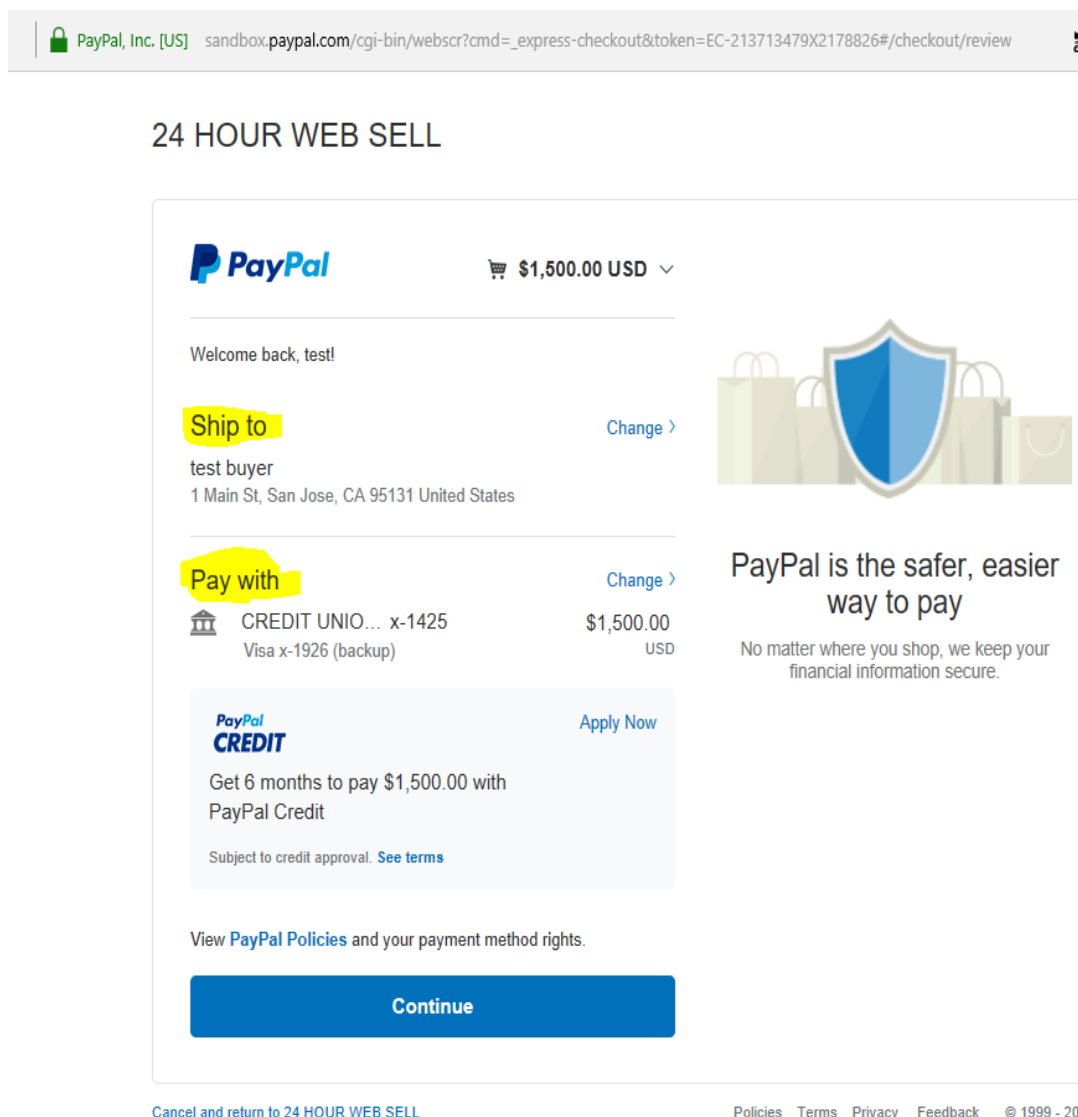 PayPal, Inc. [US] sandbox.paypal.com/cgi-bin/webscr?cmd=_express-checkout&token=EC-213713479X2178826#/checkout/review
24 HOUR WEB SELL
PayPal $1,500.00 USD
Welcome back, test!
Ship to Change >
test buyer
1 Main St, San Jose, CA 95131 United States
Pay with Change >
CREDIT UNIO... x-1425 $1,500.00
Visa x-1926 (backup) USD
PayPal
CREDIT
Apply Now
Get 6 months to pay $1,500.00 with
PayPal Credit
Subject to credit approval. See terms
View PayPal Policies and your payment method rights.
Continue
PayPal is the safer, easier
way to pay
No matter where you shop, we keep your
financial information secure.
Cancel and return to 24 HOUR WEB SELL
Policies Terms Privacy Feedback © 1999 - 20